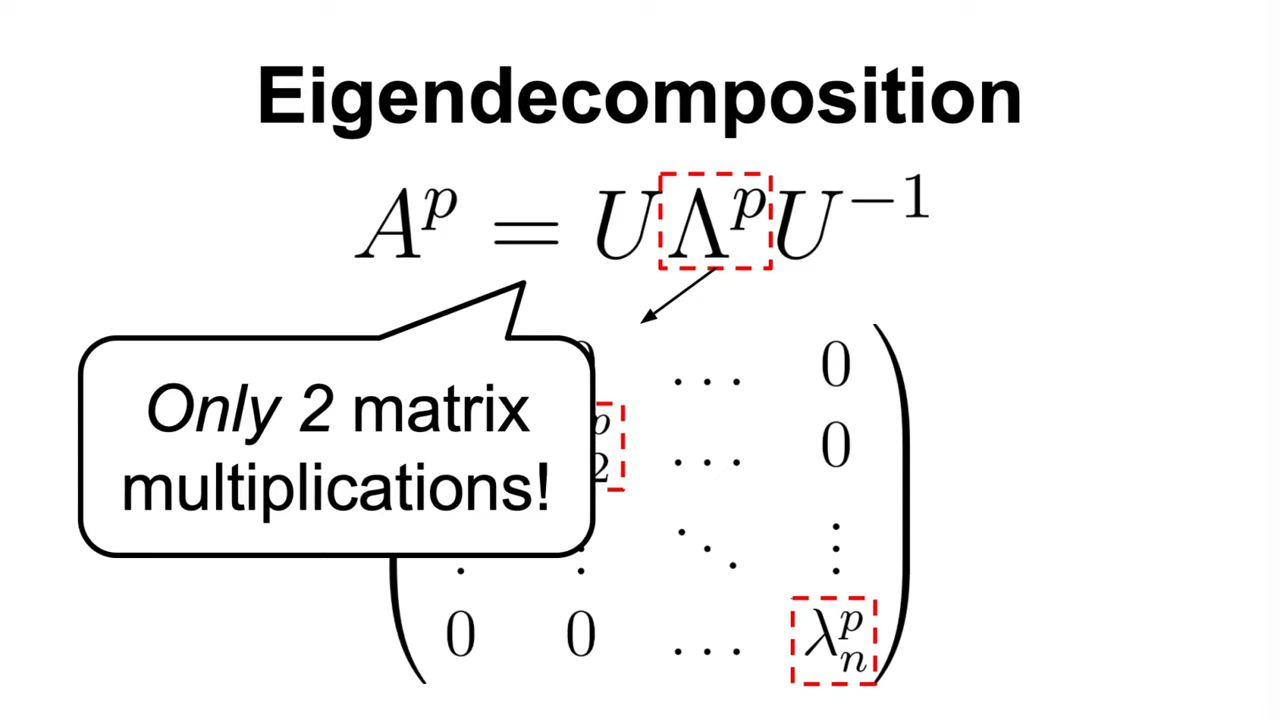 Eigendecomposition
A^p = UΛ^pU^{-1}
… 0
Only 2 matrix
… 0
multiplications!
⋮ ⋮ ⋱ ⋮
0 0 … λ_n^p